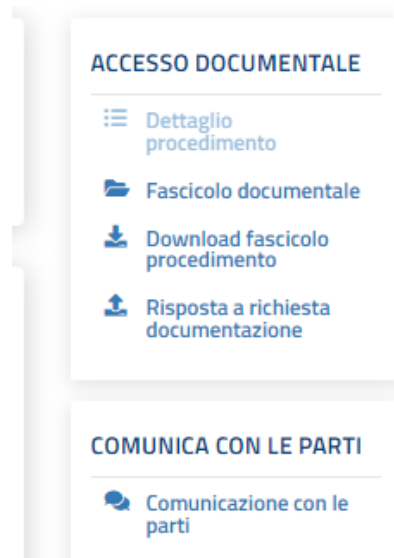 ACCESSO DOCUMENTALE
Dettaglio
procedimento
Fascicolo documentale
Download fascicolo
procedimento
Risposta a richiesta
documentazione
COMUNICA CON LE PARTI
Comunicazione con le
parti